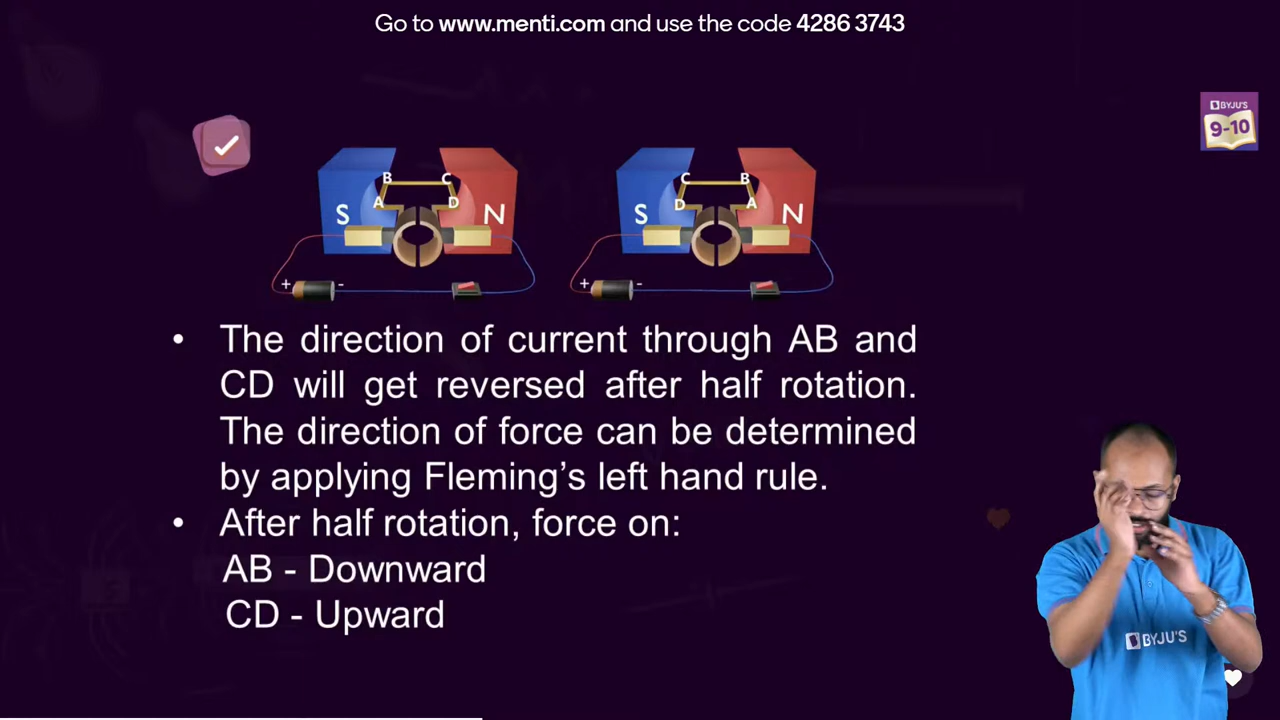 Go to www.menti.com and use the code 4286 3743
BYJU'S
9-10
B C
A D
S N
+ -
C B
D A
S N
+ -
• The direction of current through AB and
CD will get reversed after half rotation.
The direction of force can be determined
by applying Fleming's left hand rule.
• After half rotation, force on:
AB - Downward
CD - Upward
BYJU'S